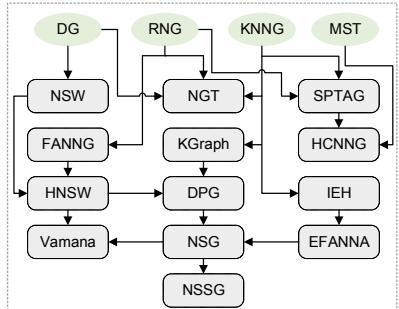 DG RNG KNNG MST
NSW NGT SPTAG
FANNG KGraph HCNNG
HNSW DPG IEH
Vamana NSG EFANNA
NSSG